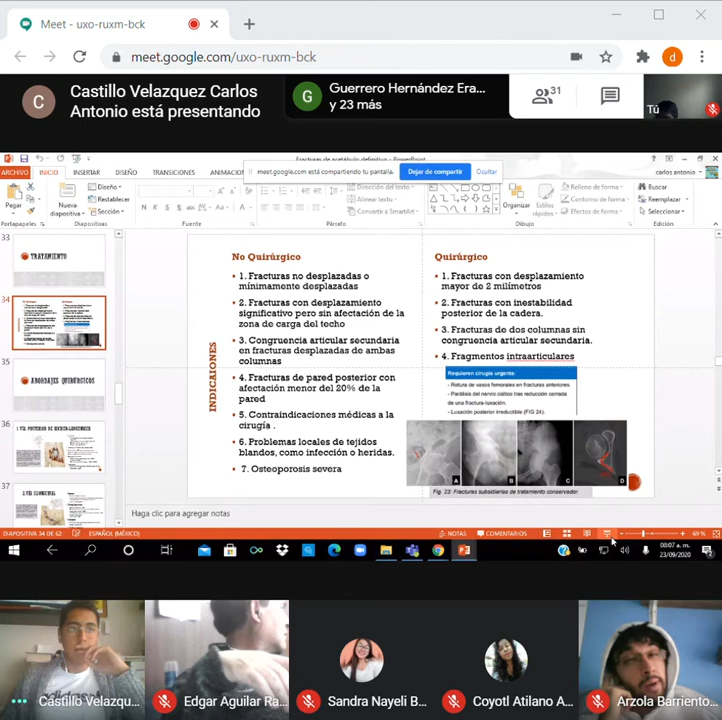 Meet - uxo-ruxm-bck
meet.google.com/uxo-ruxm-bck
d
C
Castillo Velazquez Carlos
Antonio está presentando
G
Guerrero Hernández Era...
y 23 más
31
Tú
Fracturas de acetábulo definitivo - PowerPoint
meet.google.com está compartiendo tu pantalla.
Dejar de compartir
Ocultar
ARCHIVO
INICIO
INSERTAR
DISEÑO
TRANSICIONES
ANIMACION
carlos antonio
Pegar
Nueva
diapositiva
Diseño
Restablecer
Sección
Dirección del texto
Alinear texto
Convertir a SmartArt
Organizar
Estilos
rápidos
Relleno de forma
Contorno de forma
Efectos de forma
Buscar
Reemplazar
Seleccionar
Portapapeles
Diapositivas
Fuente
Párrafo
Dibujo
Edición
33
TRATAMIENTO
34
35
ABORDAJES QUIRÚRGICOS
36
37
INDICACIONES
No Quirúrgico
1. Fracturas no desplazadas o
mínimamente desplazadas
2. Fracturas con desplazamiento
significativo pero sin afectación de la
zona de carga del techo
3. Congruencia articular secundaria
en fracturas desplazadas de ambas
columnas
4. Fracturas de pared posterior con
afectación menor del 20% de la
pared
5. Contraindicaciones médicas a la
cirugía .
6. Problemas locales de tejidos
blandos, como infección o heridas.
7. Osteoporosis severa
Quirúrgico
1. Fracturas con desplazamiento
mayor de 2 milímetros
2. Fracturas con inestabilidad
posterior de la cadera.
3. Fracturas de dos columnas sin
congruencia articular secundaria.
4. Fragmentos intraarticulares
Requieren cirugía urgente:
- Rotura de vasos femorales en fracturas anteriores.
- Parálisis del nervio ciático tras reducción cerrada
de una fractura-luxación.
- Luxación posterior irreductible (FIG 24).
A
B
C
D
Fig. 23: Fracturas subsidiarias de tratamiento conservador.
Haga clic para agregar notas
DIAPOSITIVA 34 DE 62
ESPAÑOL (MÉXICO)
NOTAS
COMENTARIOS
69 %
08:07 a. m.
23/09/2020
Castillo Velazqu...
Edgar Aguilar Ra...
Sandra Nayeli B...
Coyotl Atilano A...
Arzola Barriento...